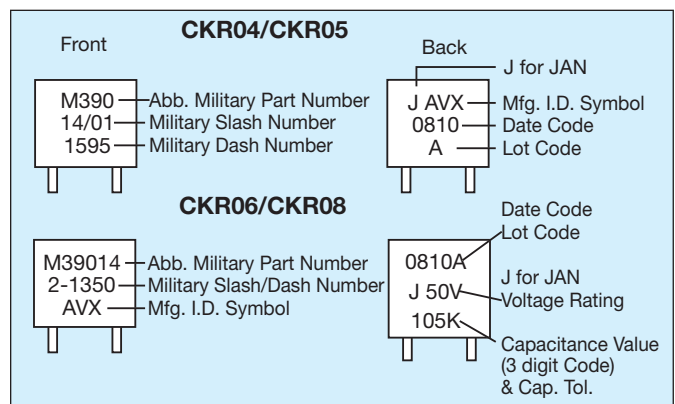 CKR04/CKR05
Front
M390
14/01
1595
Abb. Military Part Number
Military Slash Number
Military Dash Number
Back
J AVX
0810
A
J for JAN
Mfg. I.D. Symbol
Date Code
Lot Code
CKR06/CKR08
M39014
2-1350
AVX
Abb. Military Part Number
Military Slash/Dash Number
Mfg. I.D. Symbol
0810A
J 50V
105K
Date Code
Lot Code
J for JAN
Voltage Rating
Capacitance Value
(3 digit Code)
& Cap. Tol.